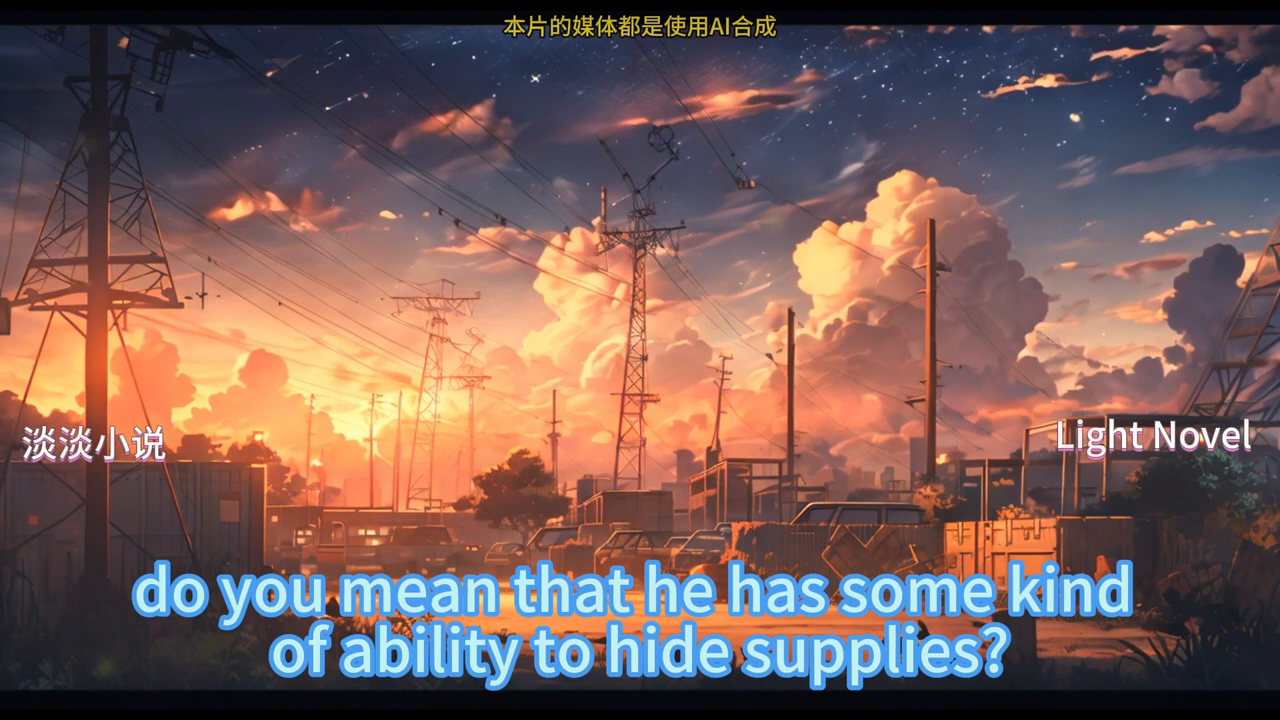 本片的媒体都是使用AI合成
淡淡小说
Light Novel
do you mean that he has some kind
of ability to hide supplies?